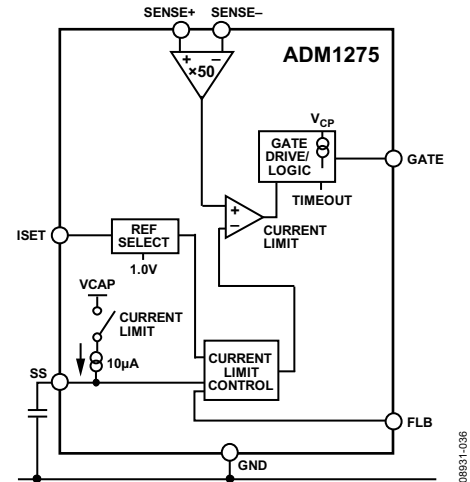 SENSE+ SENSE–
ADM1275
+ –
×50
VCP
GATE
DRIVE/
LOGIC
GATE
TIMEOUT
+
–
CURRENT
LIMIT
ISET
REF
SELECT
1.0V
VCAP
CURRENT
LIMIT
10µA
SS
CURRENT
LIMIT
CONTROL
FLB
GND
08931-036